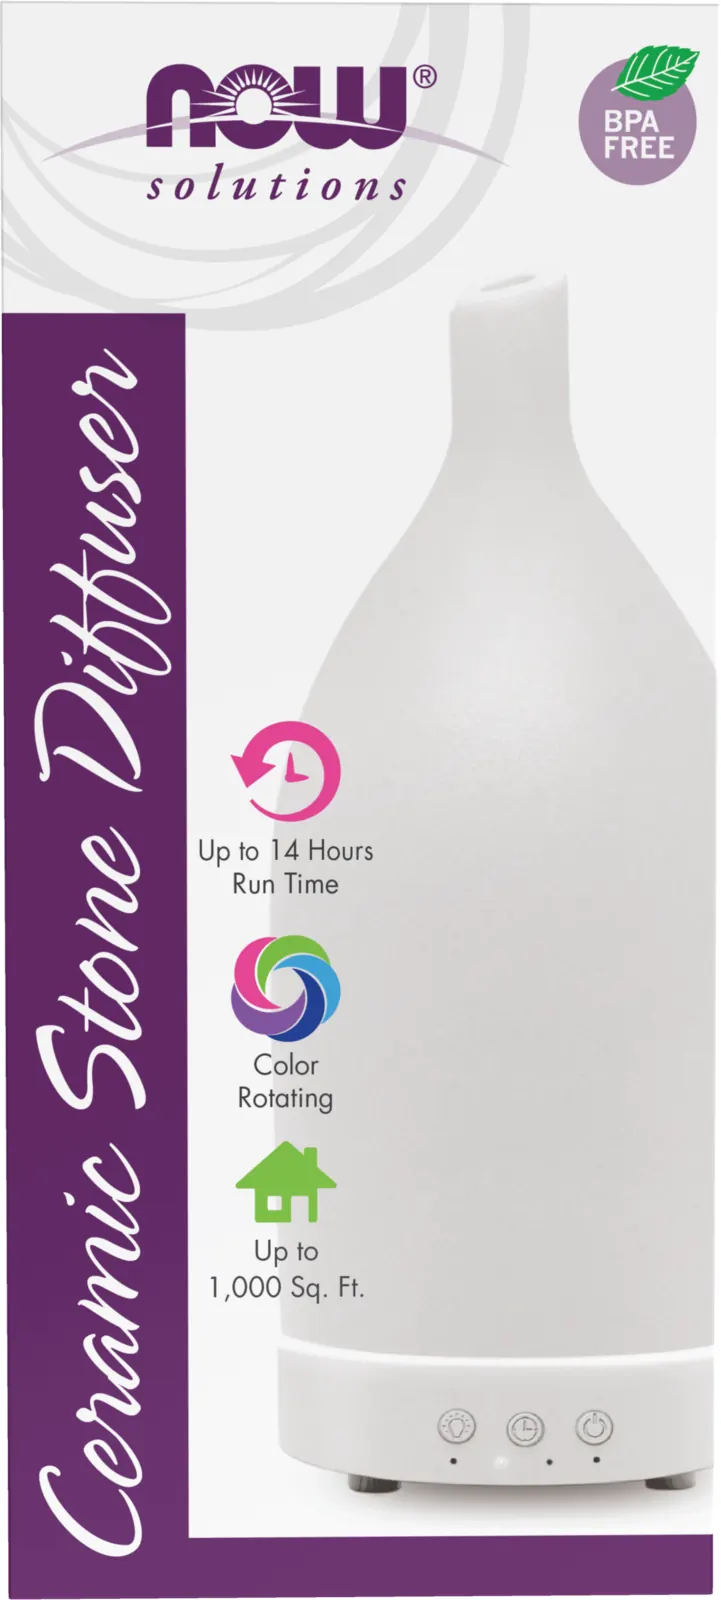 NOW®
solutions
BPA
FREE
Ceramic Stone Diffuser
Up to 14 Hours
Run Time
Color
Rotating
Up to
1,000 Sq. Ft.